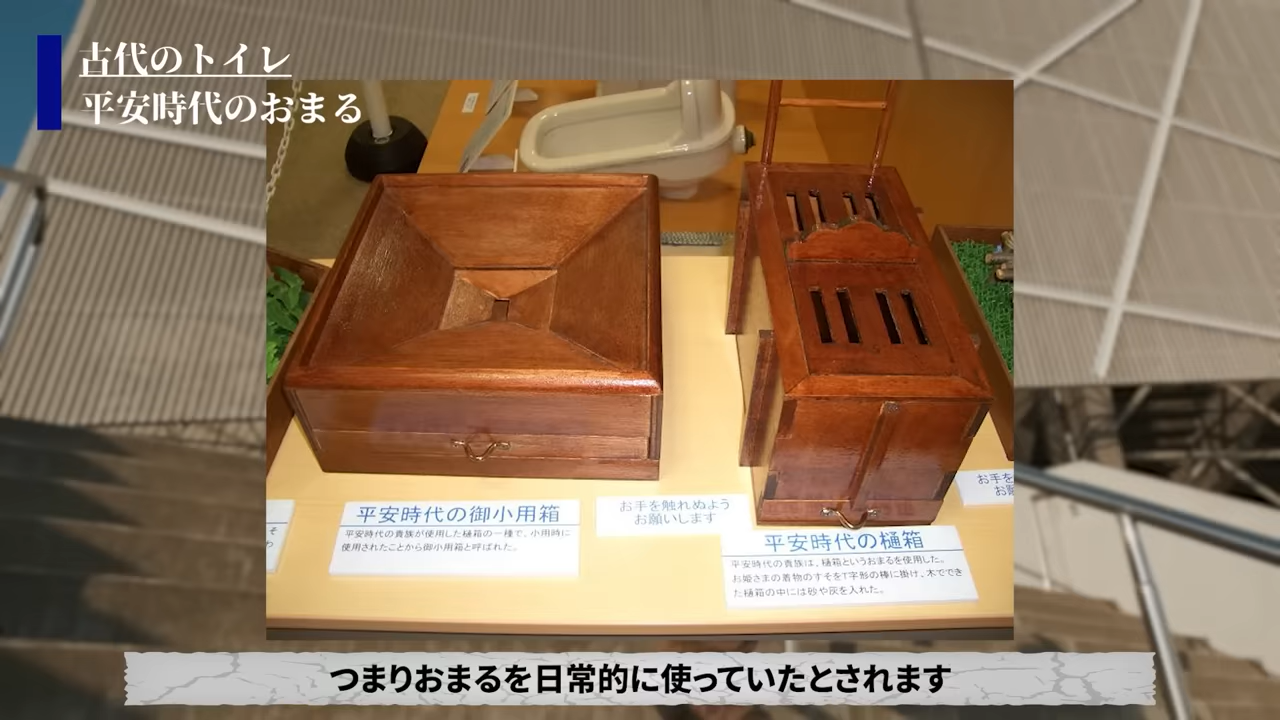 古代のトイレ
平安時代のおまる
平安時代の御小用箱
平安時代の貴族が使用した樋箱の一種で、小用時に
使用されたことから御小用箱と呼ばれた。
お手を触れぬよう
お願いします
平安時代の樋箱
平安時代の貴族は、樋箱というおまるを使用した。
お姫さまの着物のすそをT字形の棒に掛け、木ででき
た樋箱の中には砂や灰を入れた。
お手を
お願
つまりおまるを日常的に使っていたとされます